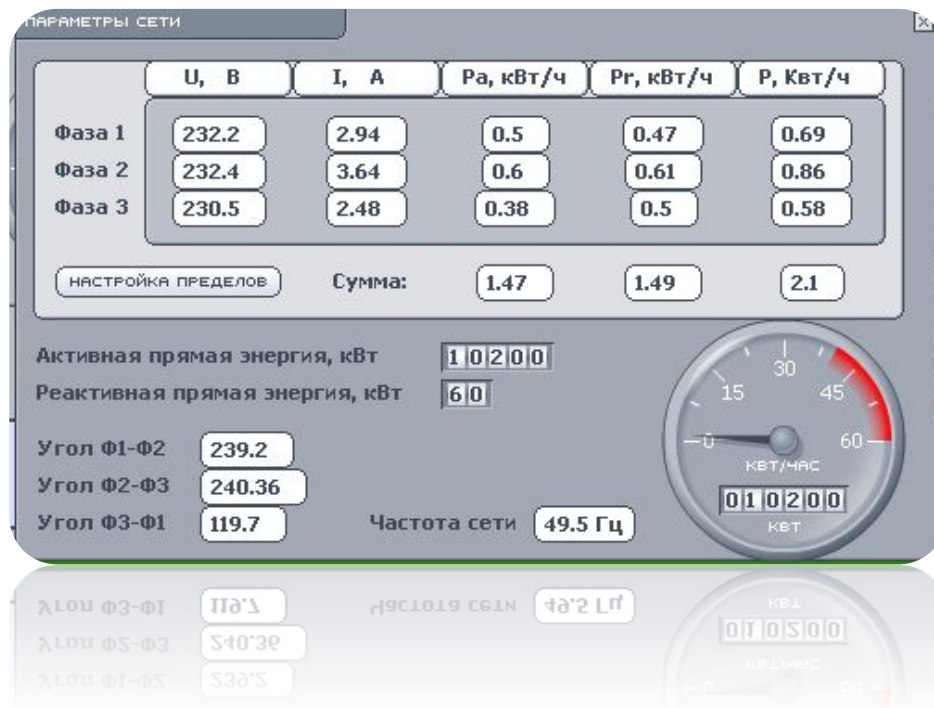 ПАРАМЕТРЫ СЕТИ
U, В I, А Pa, кВт/ч Pr, кВт/ч P, Квт/ч
Фаза 1 232.2 2.94 0.5 0.47 0.69
Фаза 2 232.4 3.64 0.6 0.61 0.86
Фаза 3 230.5 2.48 0.38 0.5 0.58
НАСТРОЙКА ПРЕДЕЛОВ Сумма: 1.47 1.49 2.1
Активная прямая энергия, кВт 10200
Реактивная прямая энергия, кВт 60
Угол Ф1-Ф2 239.2
Угол Ф2-Ф3 240.36
Угол Ф3-Ф1 119.7 Частота сети 49.5 Гц
0 15 30 45 60
КВТ/ЧАС
010200
КВТ